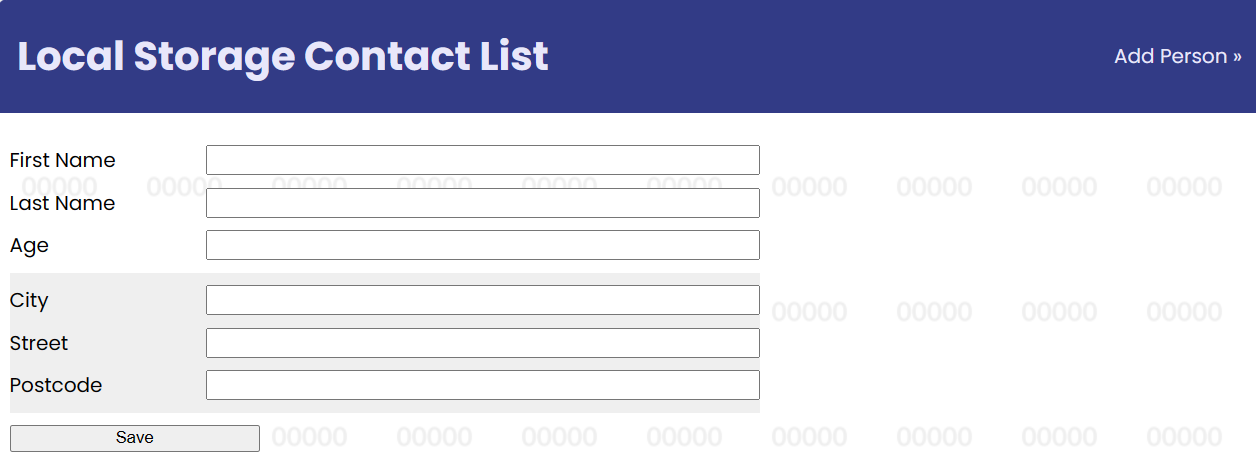 Local Storage Contact List
Add Person »
First Name
00000 00000 00000 00000 00000 00000 00000 00000 00000 00000
Last Name
Age
City
00000 00000 00000 00000
Street
Postcode
Save
00000 00000 00000 00000 00000 00000 00000 00000